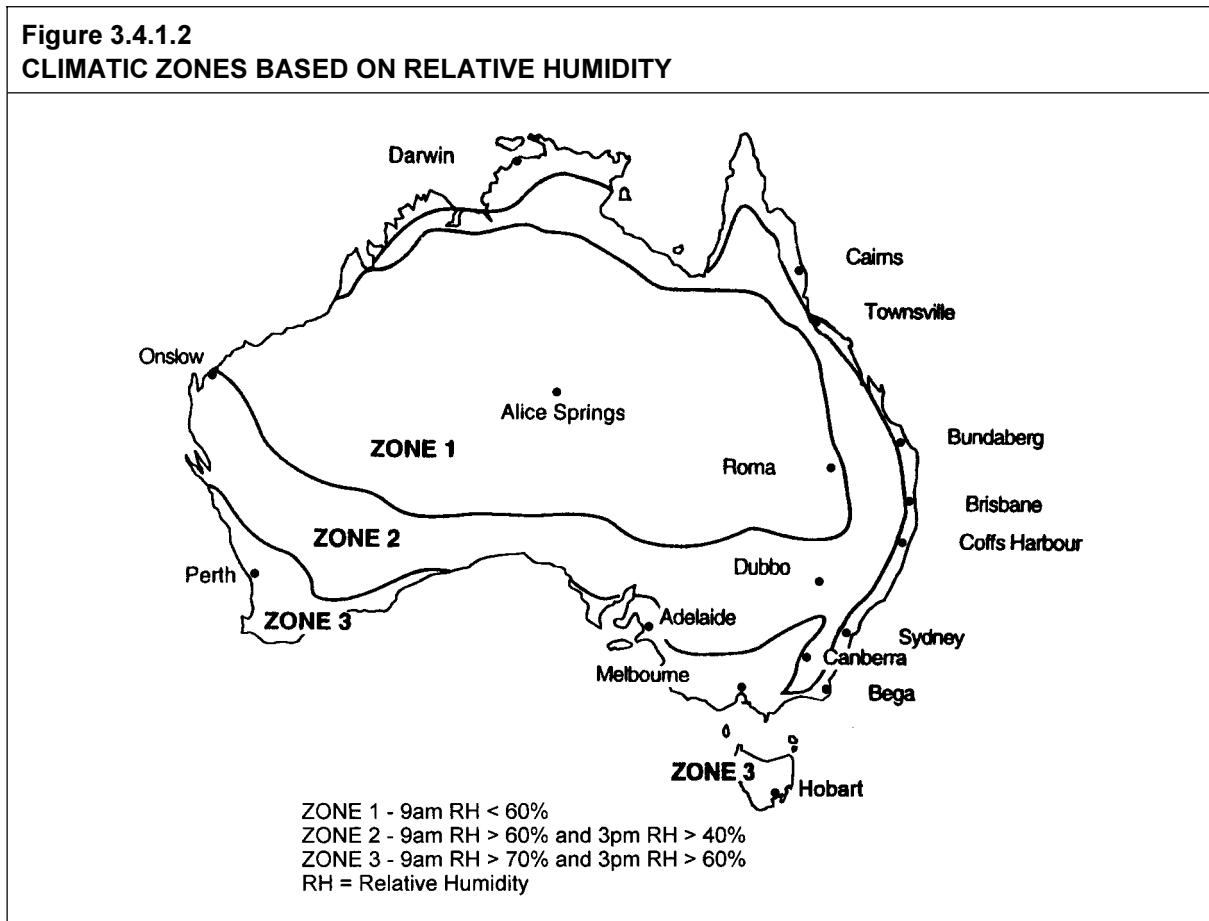 Figure 3.4.1.2
CLIMATIC ZONES BASED ON RELATIVE HUMIDITY
Darwin
Cairns
Townsville
Onslow
Alice Springs
ZONE 1
Roma
Bundaberg
Brisbane
ZONE 2
Coffs Harbour
Perth
Dubbo
ZONE 3
Adelaide
Sydney
Canberra
Melbourne
Bega
ZONE 3
Hobart
ZONE 1 - 9am RH < 60%
ZONE 2 - 9am RH > 60% and 3pm RH > 40%
ZONE 3 - 9am RH > 70% and 3pm RH > 60%
RH = Relative Humidity